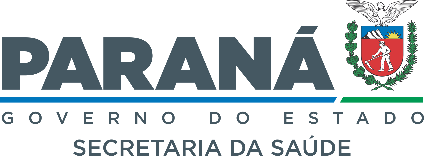 PARANÁ
GOVERNO DO ESTADO
SECRETARIA DA SAÚDE